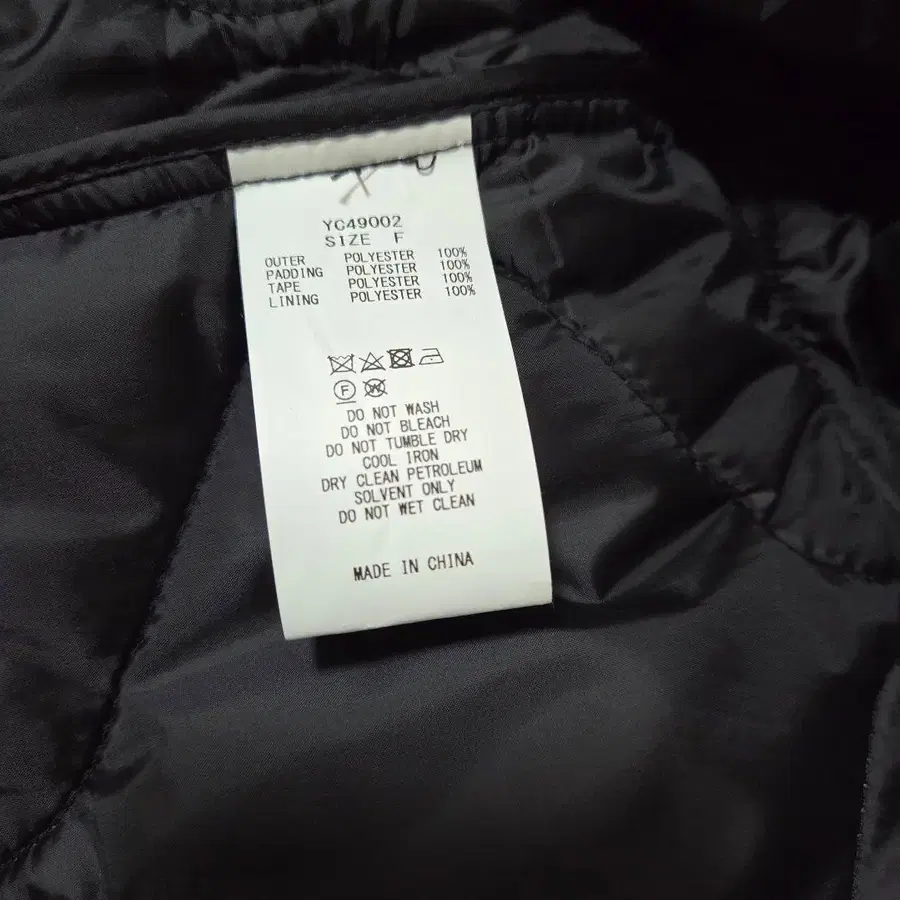 YC49002
SIZE F
OUTER POLYESTER 100%
PADDING POLYESTER 100%
TAPE POLYESTER 100%
LINING POLYESTER 100%
F
W
DO NOT WASH
DO NOT BLEACH
DO NOT TUMBLE DRY
COOL IRON
DRY CLEAN PETROLEUM
SOLVENT ONLY
DO NOT WET CLEAN
MADE IN CHINA